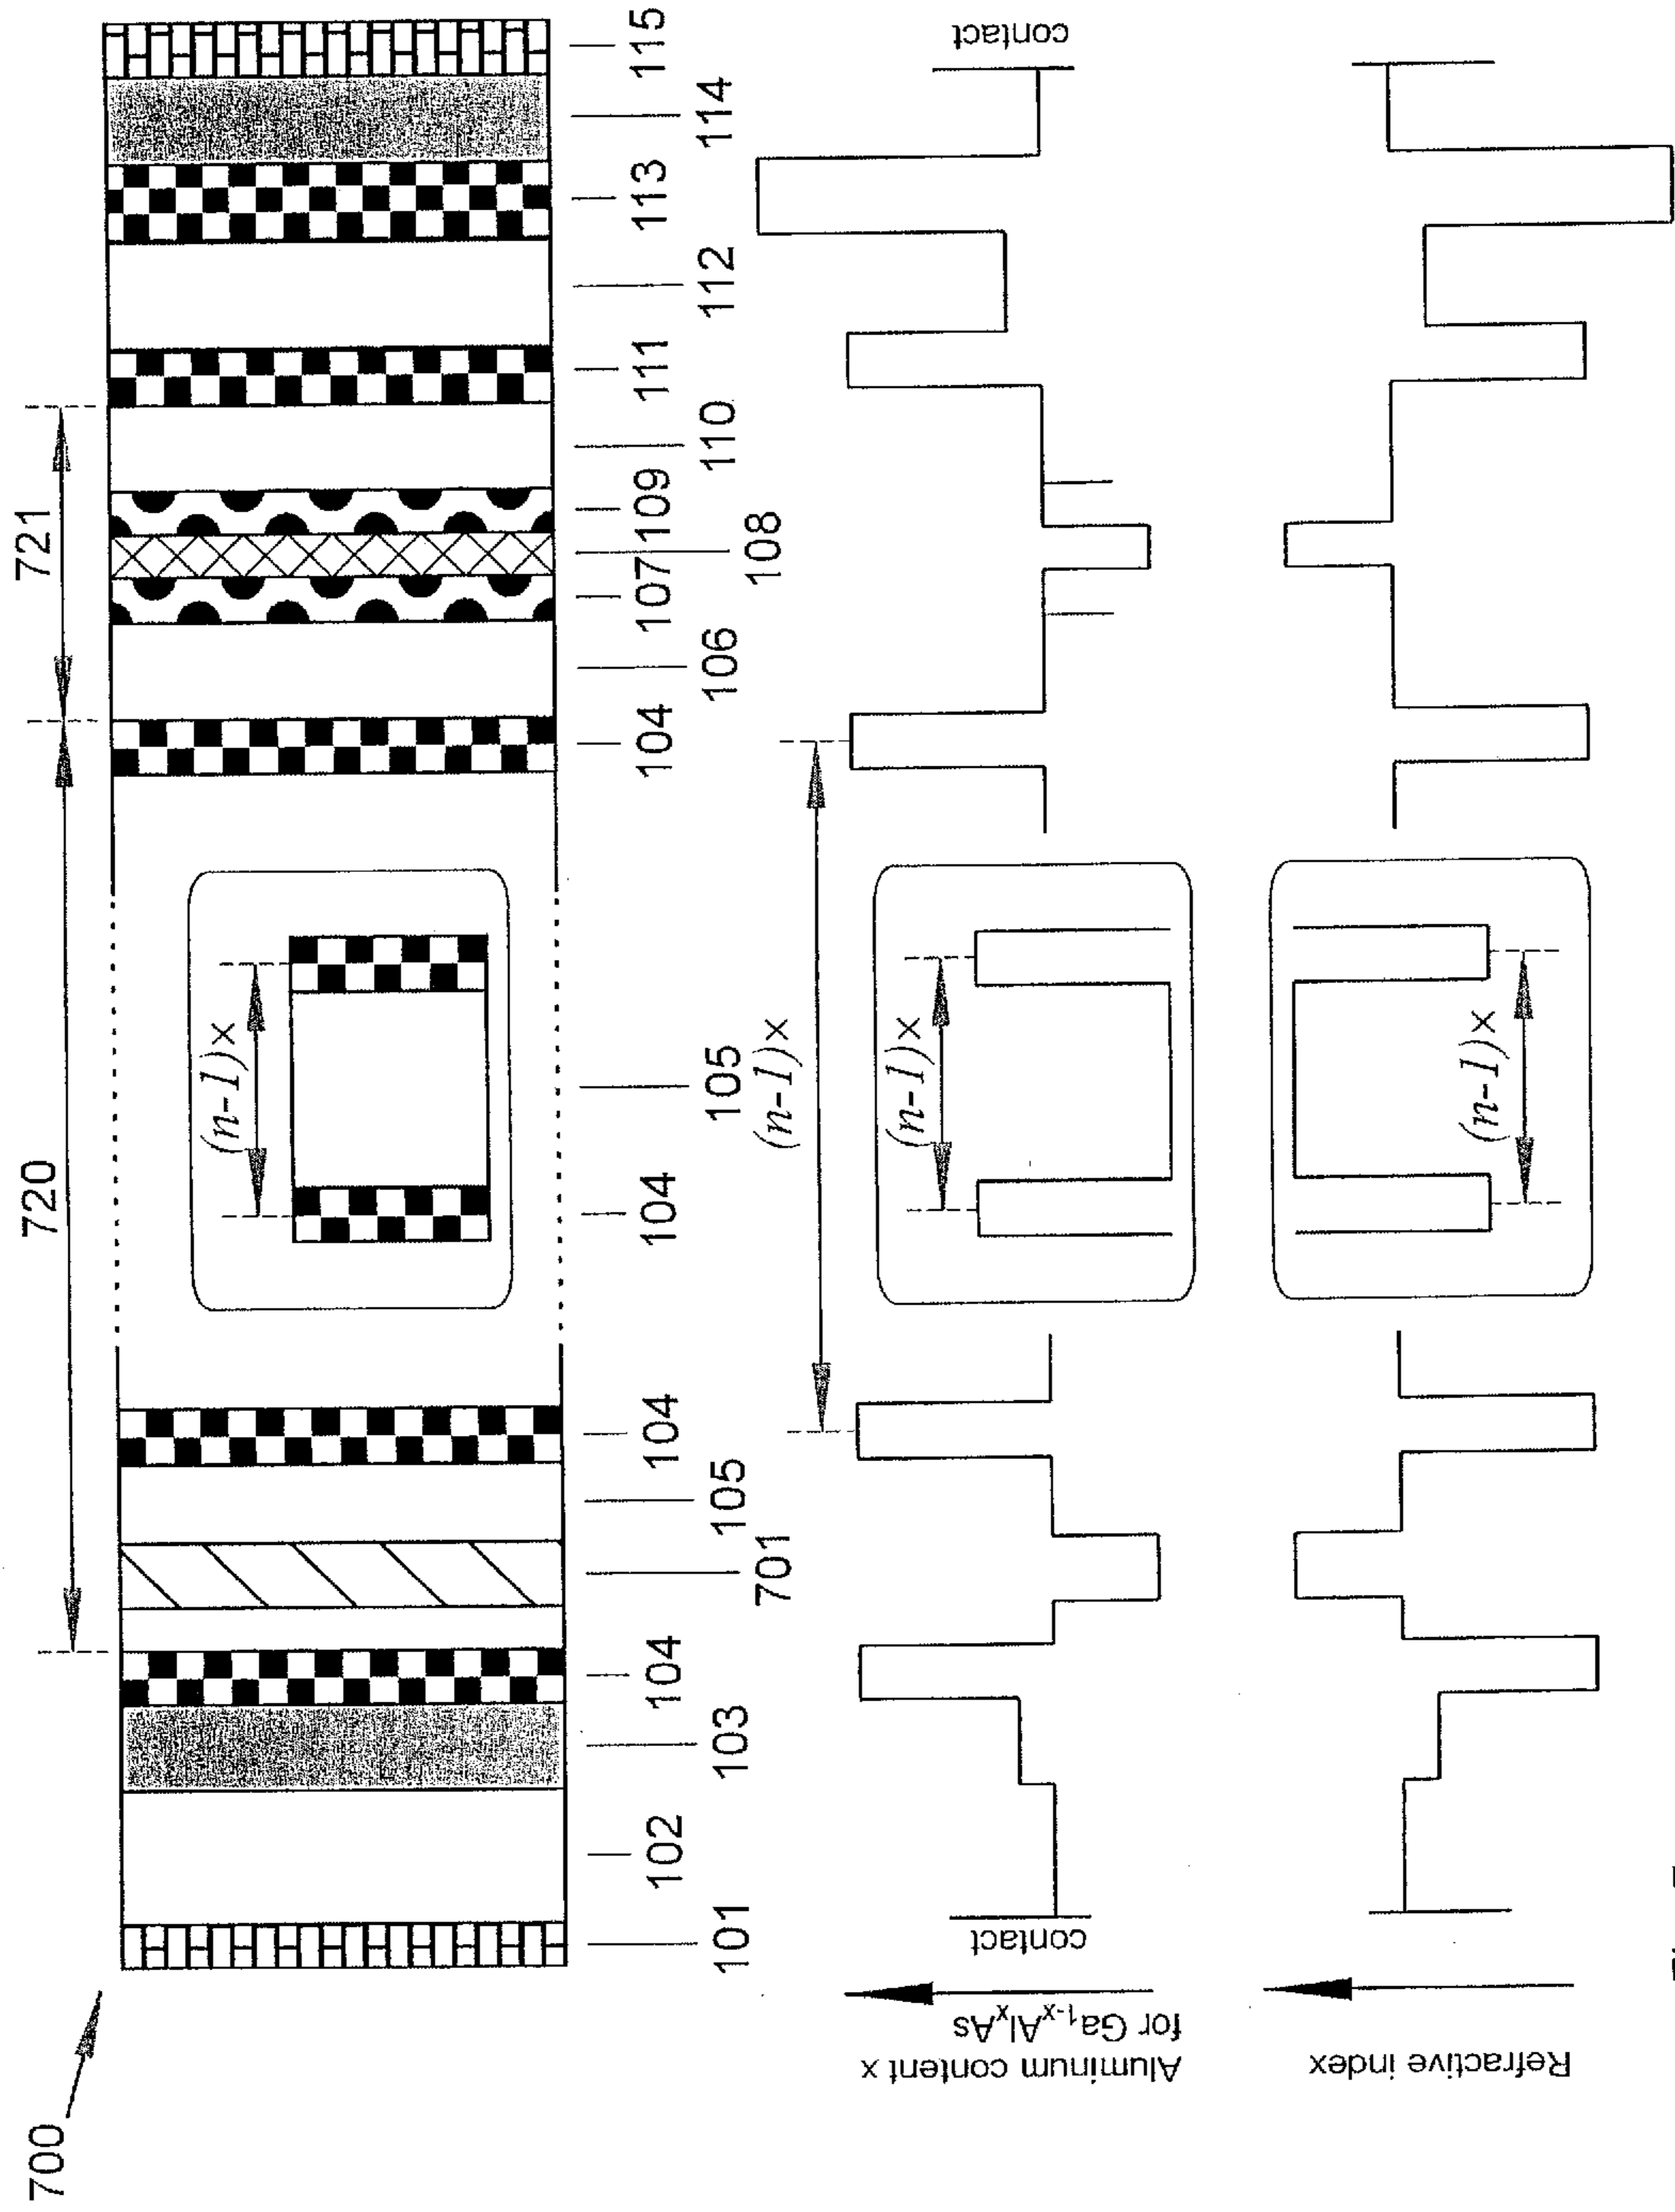 700
720
721
(n-1)×
101
102
103
104
701
105
104
104
105
104
106
107
108
109
110
111
112
113
114
115
(n-1)×
Aluminum content x
for Ga1-xAlxAs
contact
contact
(n-1)×
Refractive index
(n-1)×